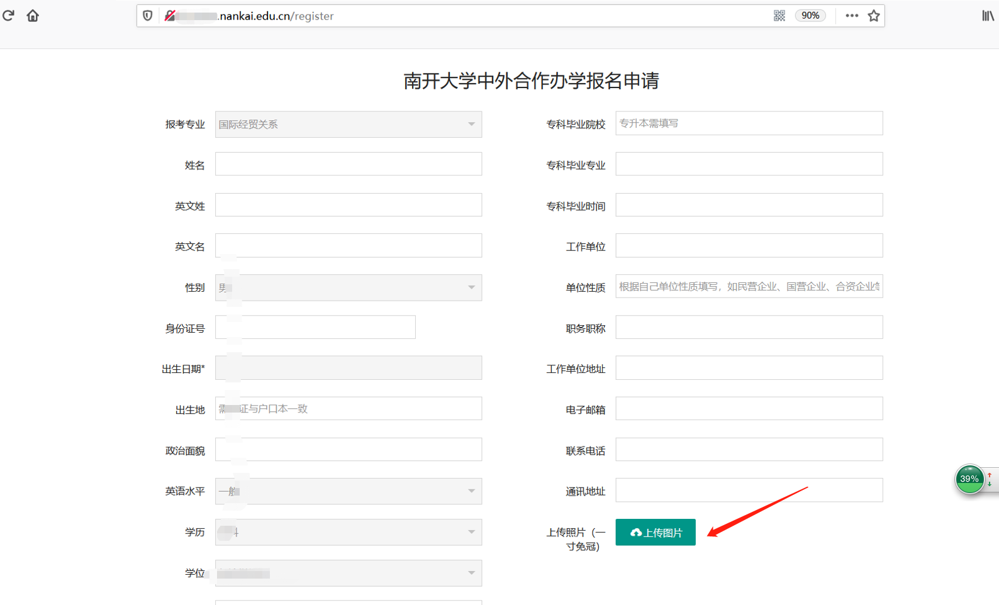 .nankai.edu.cn/register
90%
南开大学中外合作办学报名申请
报考专业 国际经贸关系
专科毕业院校 专升本需填写
姓名
专科毕业专业
英文姓
专科毕业时间
英文名
工作单位
性别 男
单位性质 根据自己单位性质填写，如民营企业、国营企业、合资企业等
身份证号
职务职称
出生日期*
工作单位地址
出生地 需 证与户口本一致
电子邮箱
政治面貌
联系电话
英语水平 一般
通讯地址
学历
上传照片（一
寸免冠）
上传图片
学位
39%